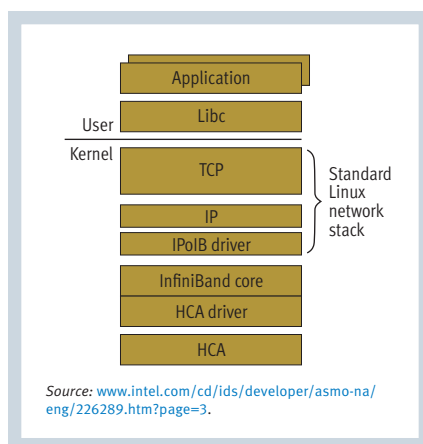 Application
Libc
User
Kernel
TCP
IP
IPoIB driver
Standard
Linux
network
stack
InfiniBand core
HCA driver
HCA
Source: www.intel.com/cd/ids/developer/asmo-na/
eng/226289.htm?page=3.